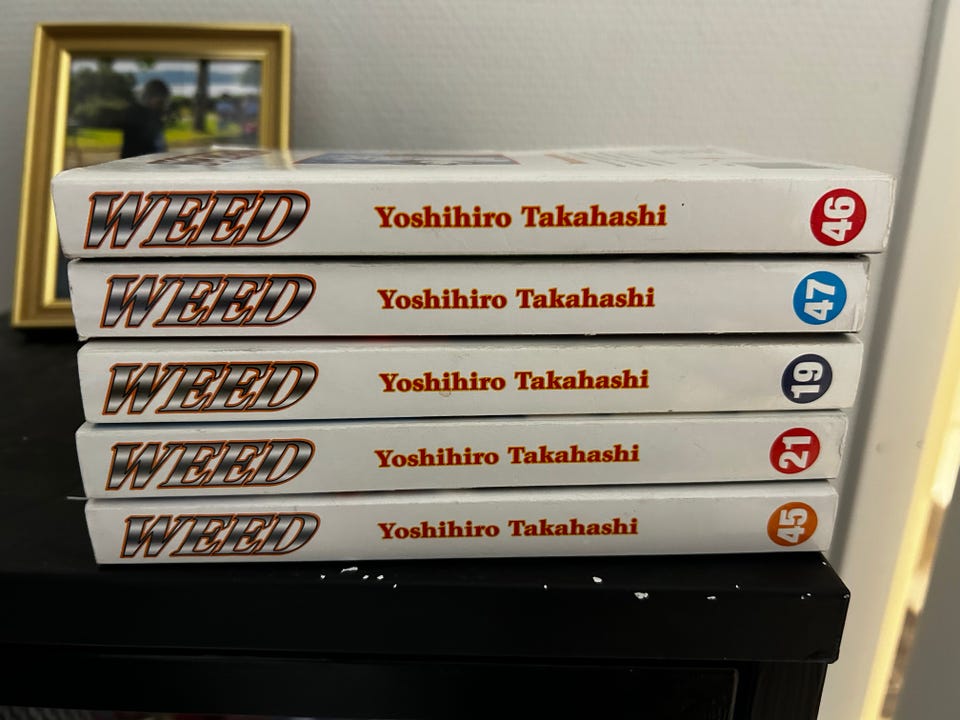 WEED Yoshihiro Takahashi 46
WEED Yoshihiro Takahashi 47
WEED Yoshihiro Takahashi 19
WEED Yoshihiro Takahashi 21
WEED Yoshihiro Takahashi 45